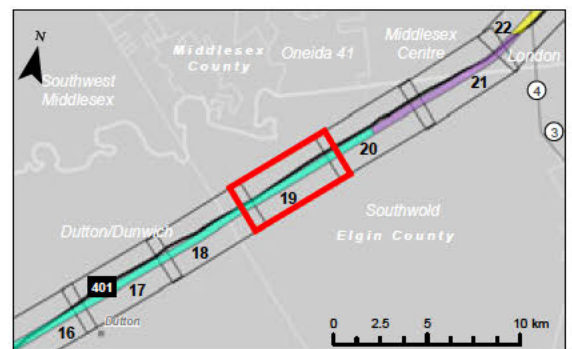 N
Middlesex
County
Oneida 41
Middlesex
Centre
22
London
Southwest
Middlesex
21
4
3
20
19
Southwold
Elgin County
Dutton/Dunwich
18
401
17
16
Dutton
0 2.5 5 10 km